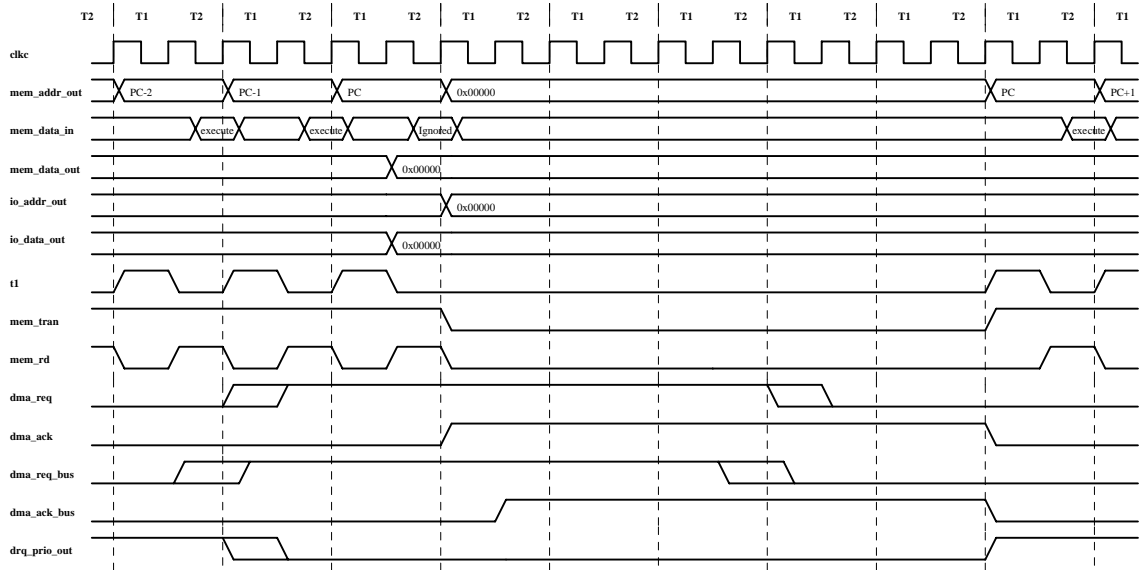 T2 T1 T2 T1 T2 T1 T2 T1 T2 T1 T2 T1 T2 T1 T2 T1 T2 T1 T2 T1
clkc
mem_addr_out PC-2 PC-1 PC 0x00000 PC PC+1
mem_data_in execute execute Ignored execute
mem_data_out 0x00000
io_addr_out 0x00000
io_data_out 0x00000
t1
mem_tran
mem_rd
dma_req
dma_ack
dma_req_bus
dma_ack_bus
drq_prio_out